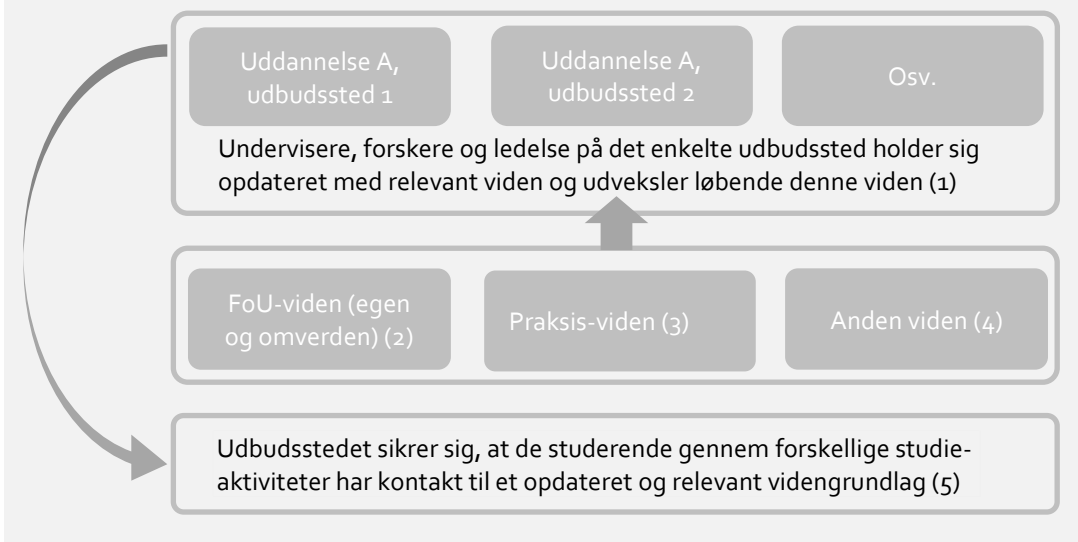 Uddannelse A,
udbudssted 1
Uddannelse A,
udbudssted 2
Osv.
Undervisere, forskere og ledelse på det enkelte udbudssted holder sig
opdateret med relevant viden og udveksler løbende denne viden (1)
FoU-viden (egen
og omverden) (2)
Praksis-viden (3)
Anden viden (4)
Udbudsstedet sikrer sig, at de studerende gennem forskellige studie-
aktiviteter har kontakt til et opdateret og relevant videngrundlag (5)